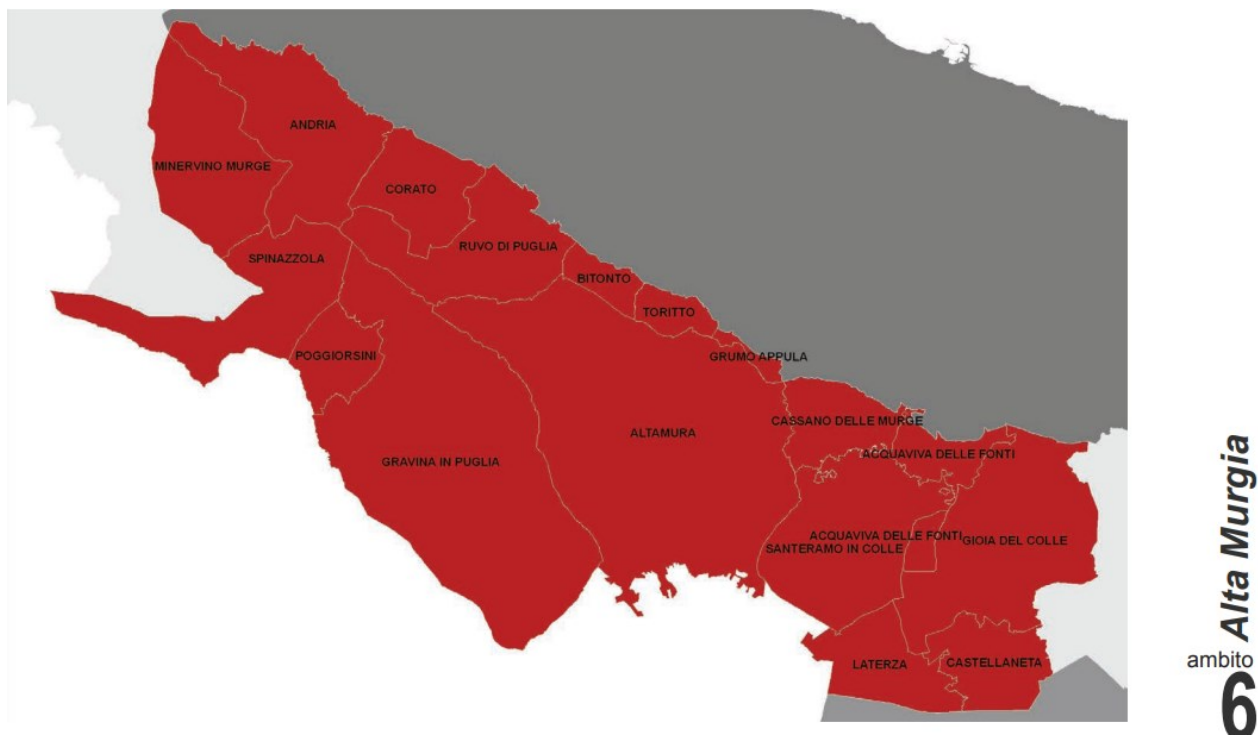 ANDRIA
MINERVINO MURGE
CORATO
RUVO DI PUGLIA
SPINAZZOLA
BITONTO
TORITTO
POGGIORSINI
GRUMO APPULA
CASSANO DELLE MURGE
ALTAMURA
ACQUAVIVA DELLE FONTI
GRAVINA IN PUGLIA
ACQUAVIVA DELLE FONTI
GIOIA DEL COLLE
SANTERAMO IN COLLE
LATERZA
CASTELLANETA
Alta Murgia
ambito
6